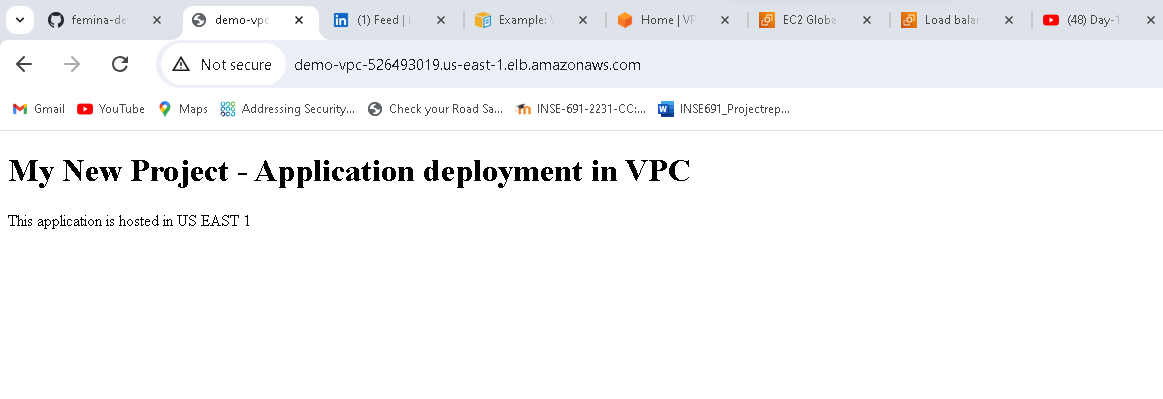 femina-de
demo-vpc
(1) Feed | L
Example: V
Home | VP
EC2 Globa
Load balan
(48) Day-1
Not secure
demo-vpc-526493019.us-east-1.elb.amazonaws.com
Gmail
YouTube
Maps
Addressing Security...
Check your Road Sa...
INSE-691-2231-CC:...
INSE691_Projectrep...
My New Project - Application deployment in VPC
This application is hosted in US EAST 1